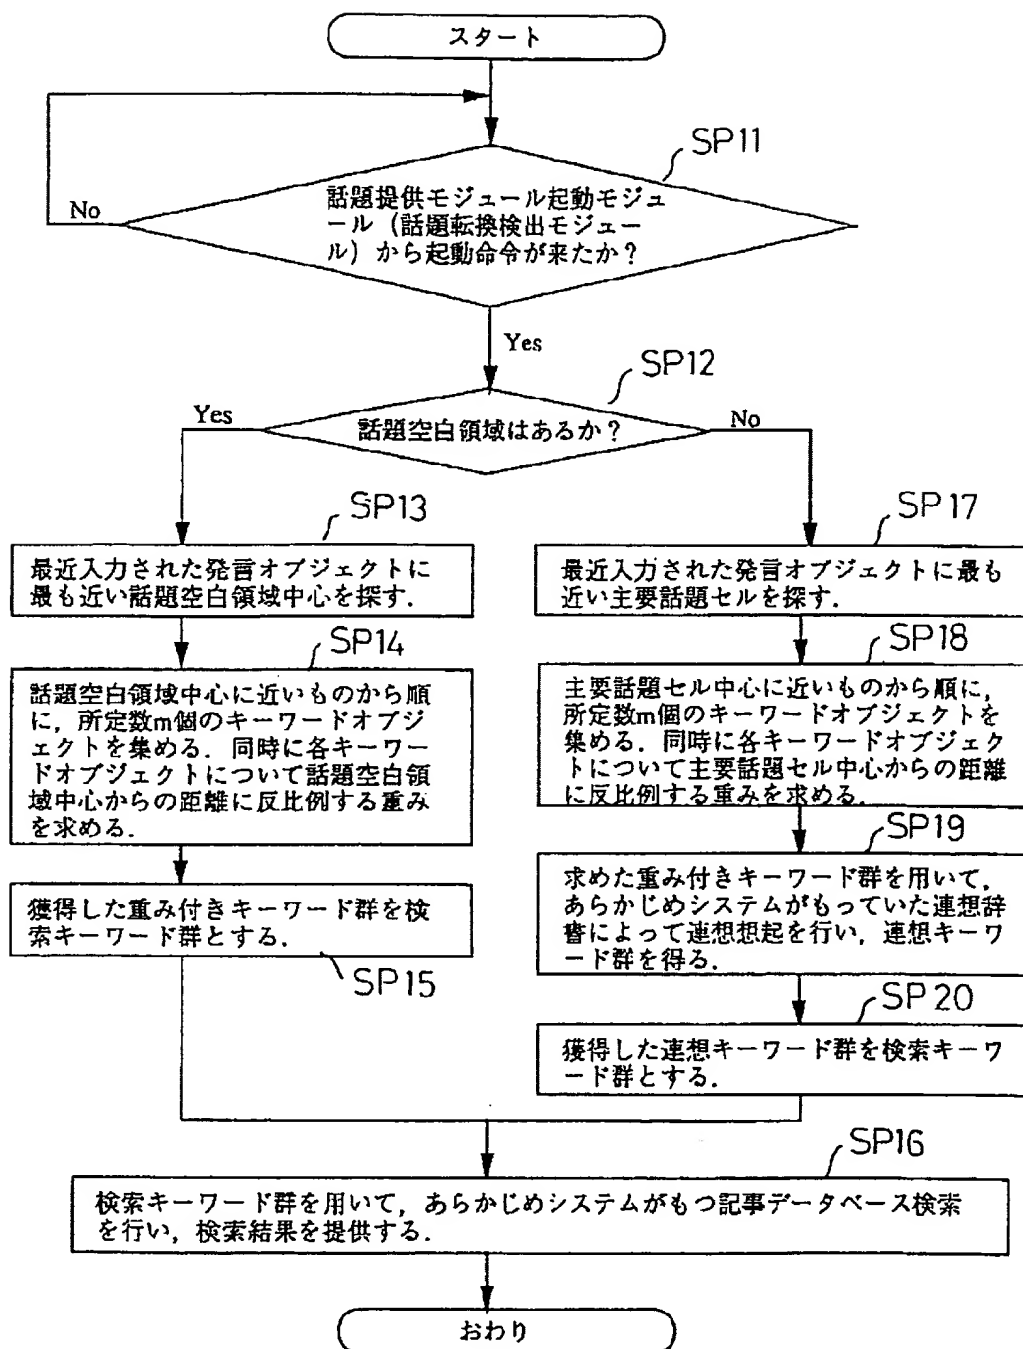 スタート
SP11
話題提供モジュール起動モジュ
ール（話題転換検出モジュー
ル）から起動命令が来たか？
No
Yes
SP12
話題空白領域はあるか？
Yes
No
SP13
最近入力された発言オブジェクトに
最も近い話題空白領域中心を探す．
SP14
話題空白領域中心に近いものから順
に，所定数m個のキーワードオブジ
ェクトを集める．同時に各キーワー
ドオブジェクトについて話題空白領
域中心からの距離に反比例する重み
を求める．
獲得した重み付きキーワード群を検
索キーワード群とする．
SP15
SP17
最近入力された発言オブジェクトに最も
近い主要話題セルを探す．
SP18
主要話題セル中心に近いものから順に，
所定数m個のキーワードオブジェクトを
集める．同時に各キーワードオブジェク
トについて主要話題セル中心からの距離
に反比例する重みを求める．
SP19
求めた重み付きキーワード群を用いて，
あらかじめシステムがもっていた連想辞
書によって連想想起を行い，連想キーワ
ード群を得る．
SP20
獲得した連想キーワード群を検索キーワ
ード群とする．
SP16
検索キーワード群を用いて，あらかじめシステムがもつ記事データベース検索
を行い，検索結果を提供する．
おわり